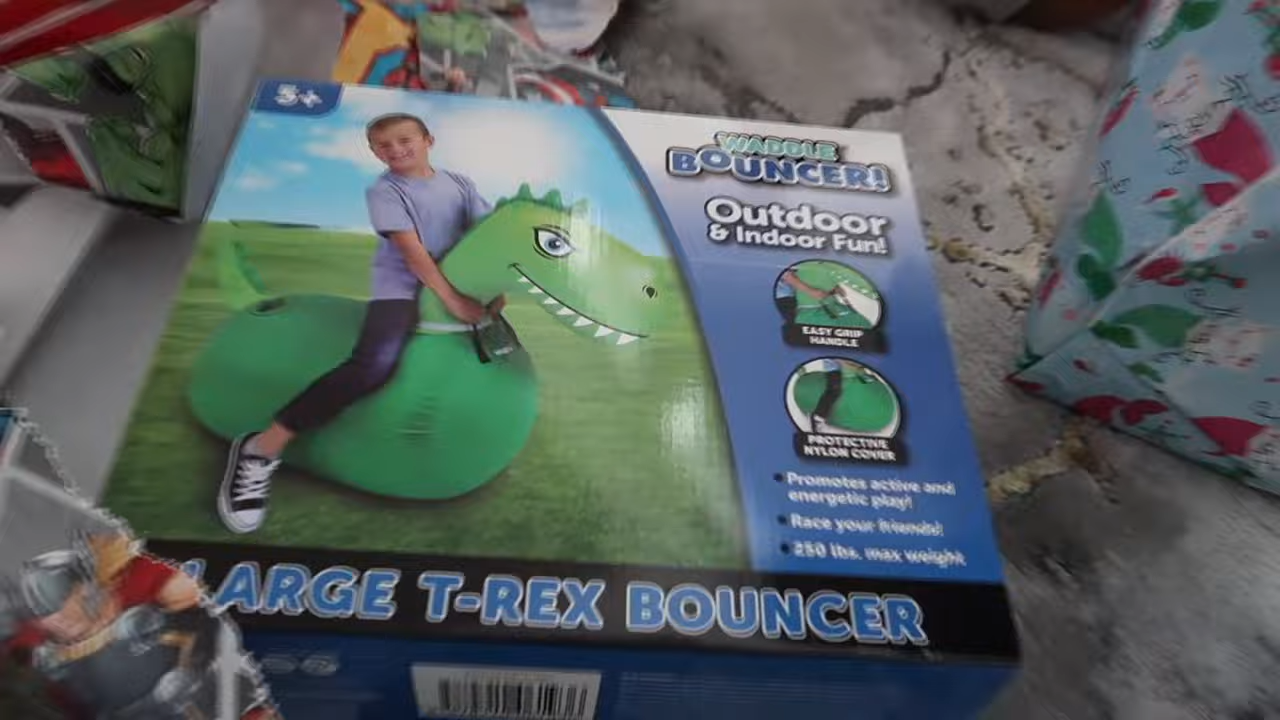 5+
WADDLE
BOUNCER!
Outdoor
& Indoor Fun!
EASY GRIP
HANDLE
PROTECTIVE
NYLON COVER
• Promotes active and
energetic play!
• Race your friends!
• 250 lbs. max weight
LARGE T-REX BOUNCER